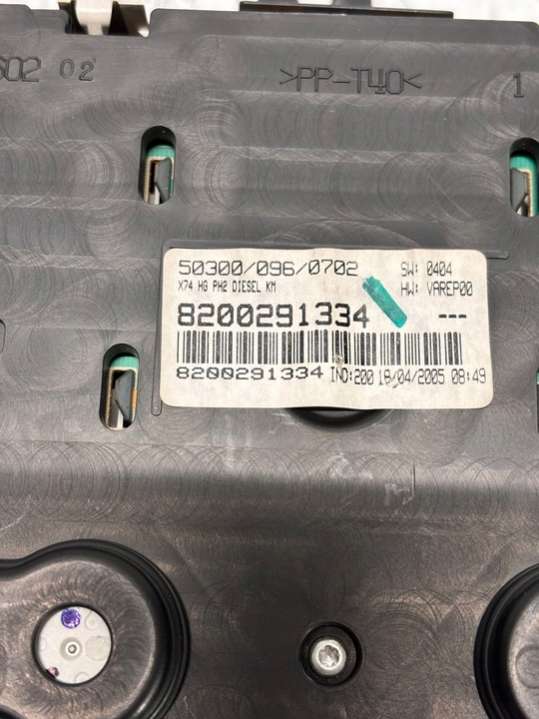 602 02
>PP-T40<
1
50300/096/0702 SW: 0404
X74 HG PH2 DIESEL KM HW: VAREP00
8200291334 ---
8200291334 IND:200 18/04/2005 08:49